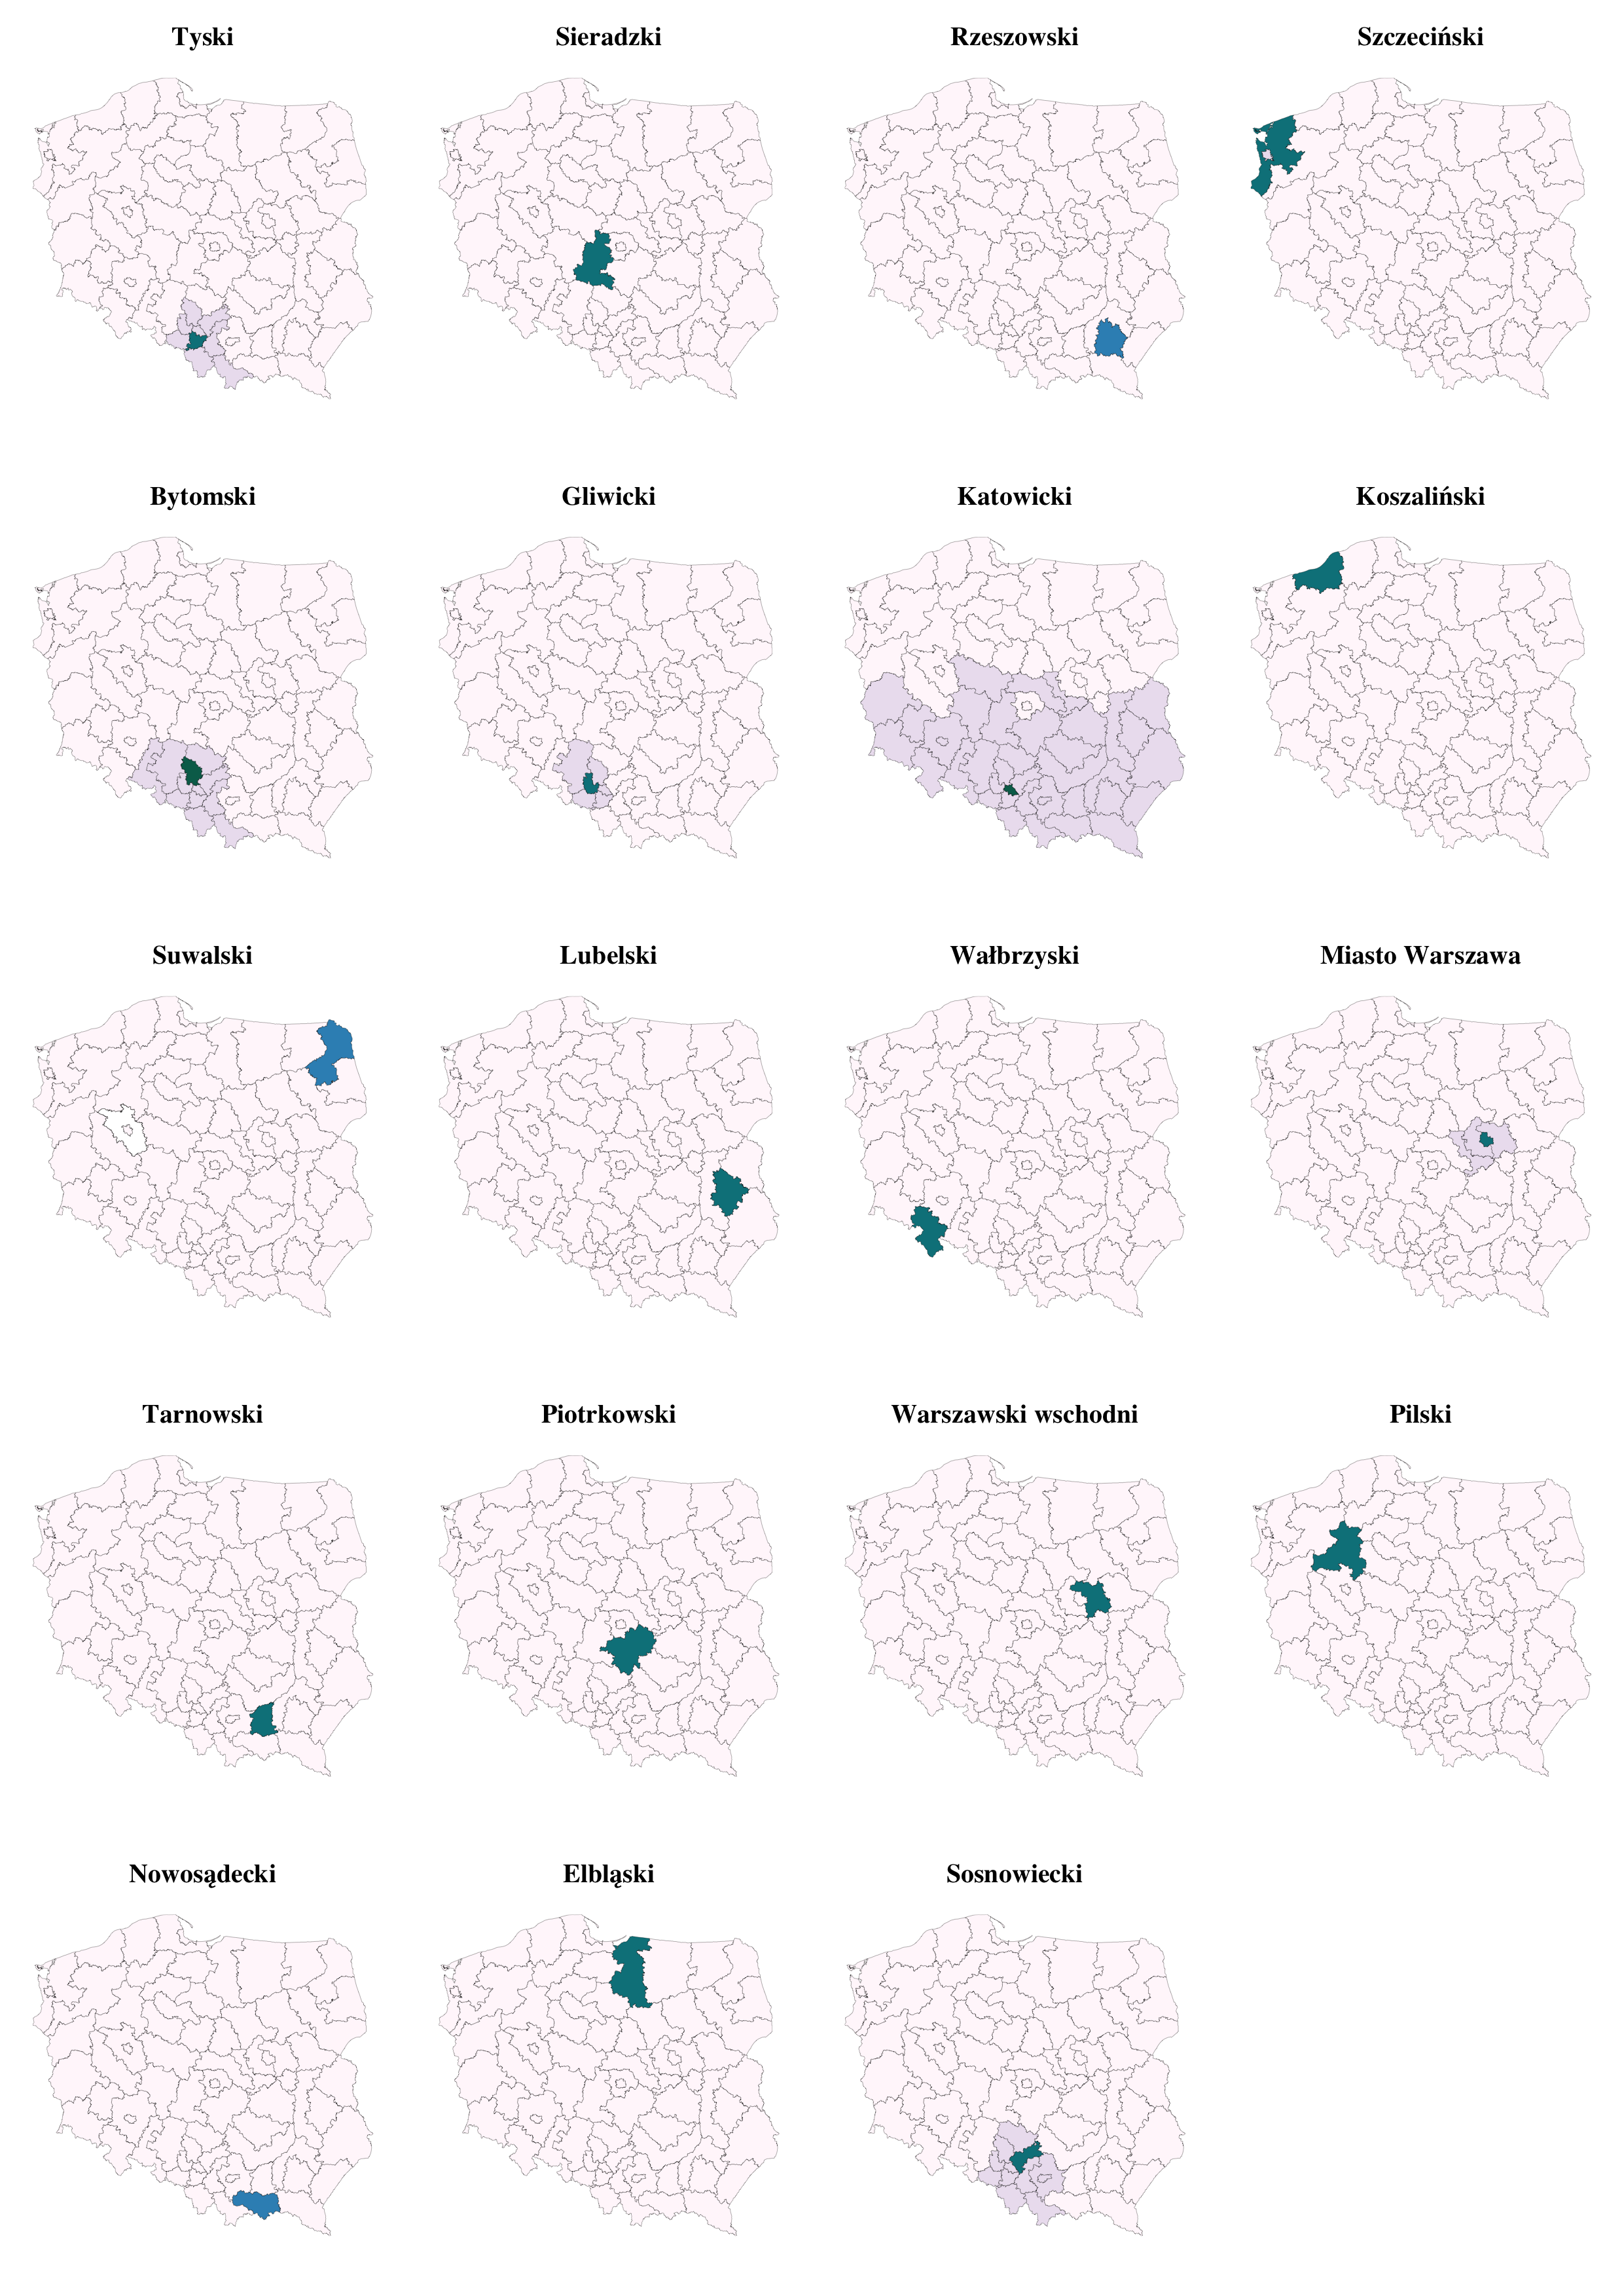 Tyski
Sieradzki
Rzeszowski
Szczeciński
Bytomski
Gliwicki
Katowicki
Koszaliński
Suwalski
Lubelski
Wałbrzyski
Miasto Warszawa
Tarnowski
Piotrkowski
Warszawski wschodni
Pilski
Nowosądecki
Elbląski
Sosnowiecki